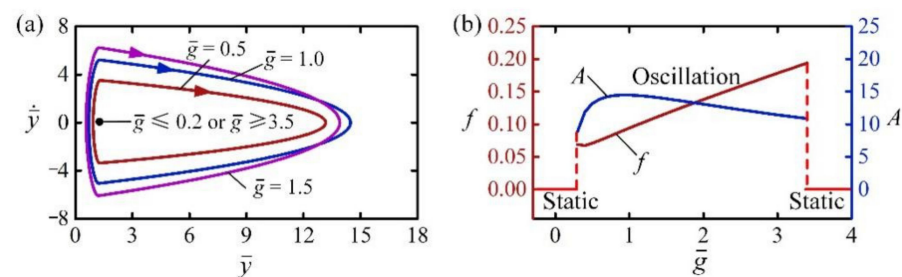 (a)
8
4
0
−4
−8
ẏ̄
ḡ = 0.5
ḡ = 1.0
ḡ ⩽ 0.2 or ḡ ⩾ 3.5
ḡ = 1.5
0 3 6 9 12 15 18
ȳ
(b)
0.25
0.20
0.15
0.10
0.05
0.00
f
A
Oscillation
f
Static
Static
25
20
15
10
5
0
A
0 1 2 3 4
ḡ